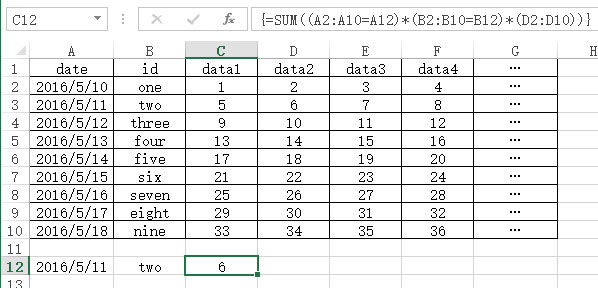 C12 fx {=SUM((A2:A10=A12)*(B2:B10=B12)*(D2:D10))}
A B C D E F G H
1 date id data1 data2 data3 data4 …
2 2016/5/10 one 1 2 3 4 …
3 2016/5/11 two 5 6 7 8 …
4 2016/5/12 three 9 10 11 12 …
5 2016/5/13 four 13 14 15 16 …
6 2016/5/14 five 17 18 19 20 …
7 2016/5/15 six 21 22 23 24 …
8 2016/5/16 seven 25 26 27 28 …
9 2016/5/17 eight 29 30 31 32 …
10 2016/5/18 nine 33 34 35 36 …
11
12 2016/5/11 two 6
13